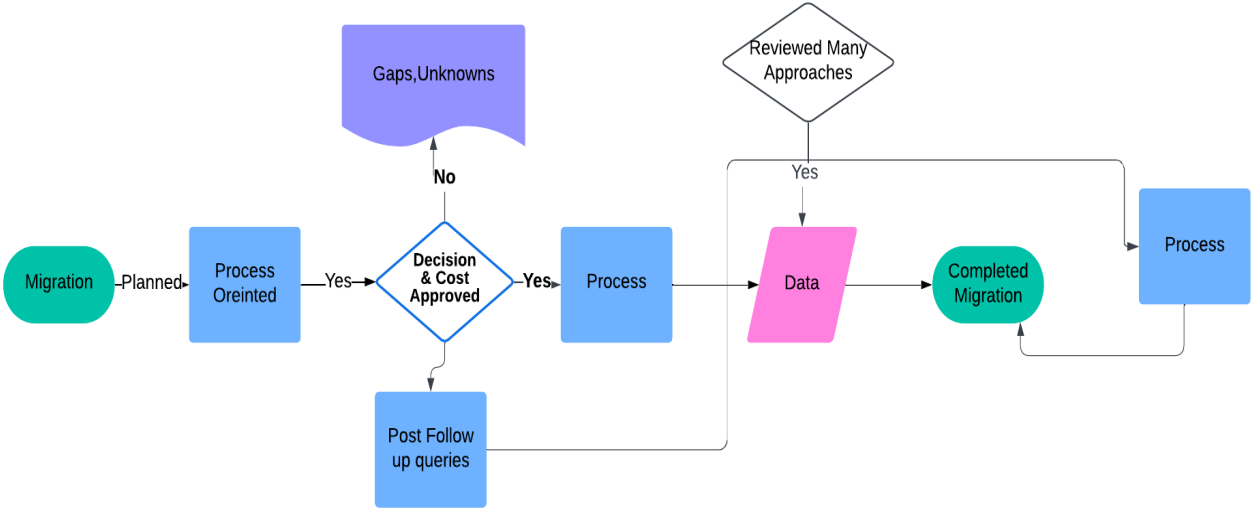 Gaps,Unknowns
Reviewed Many
Approaches
No
Yes
Migration
Planned
Process
Oreinted
Yes
Decision
& Cost
Approved
Yes
Process
Data
Completed
Migration
Process
Post Follow
up queries